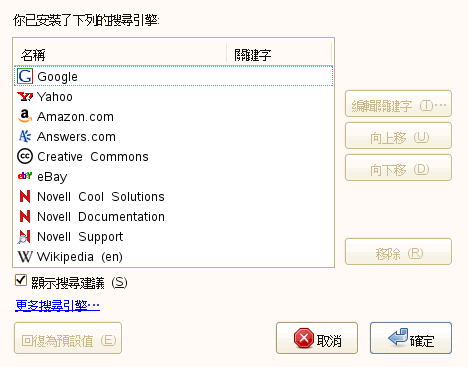 你已安裝了下列的搜尋引擎:
名稱 關鍵字
Google
Yahoo
Amazon.com
Answers.com
Creative Commons
eBay
Novell Cool Solutions
Novell Documentation
Novell Support
Wikipedia (en)
編輯關鍵字 (I)…
向上移 (U)
向下移 (D)
移除 (R)
顯示搜尋建議 (S)
更多搜尋引擎…
回復為預設值 (E)
取消
確定